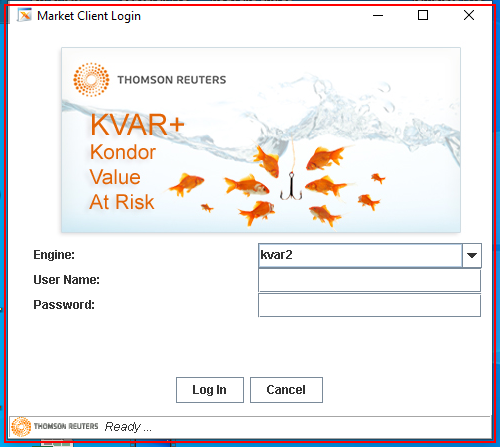 Market Client Login
THOMSON REUTERS
KVAR+
Kondor
Value
At Risk
Engine:
kvar2
User Name:
Password:
Log In
Cancel
THOMSON REUTERS
Ready ...